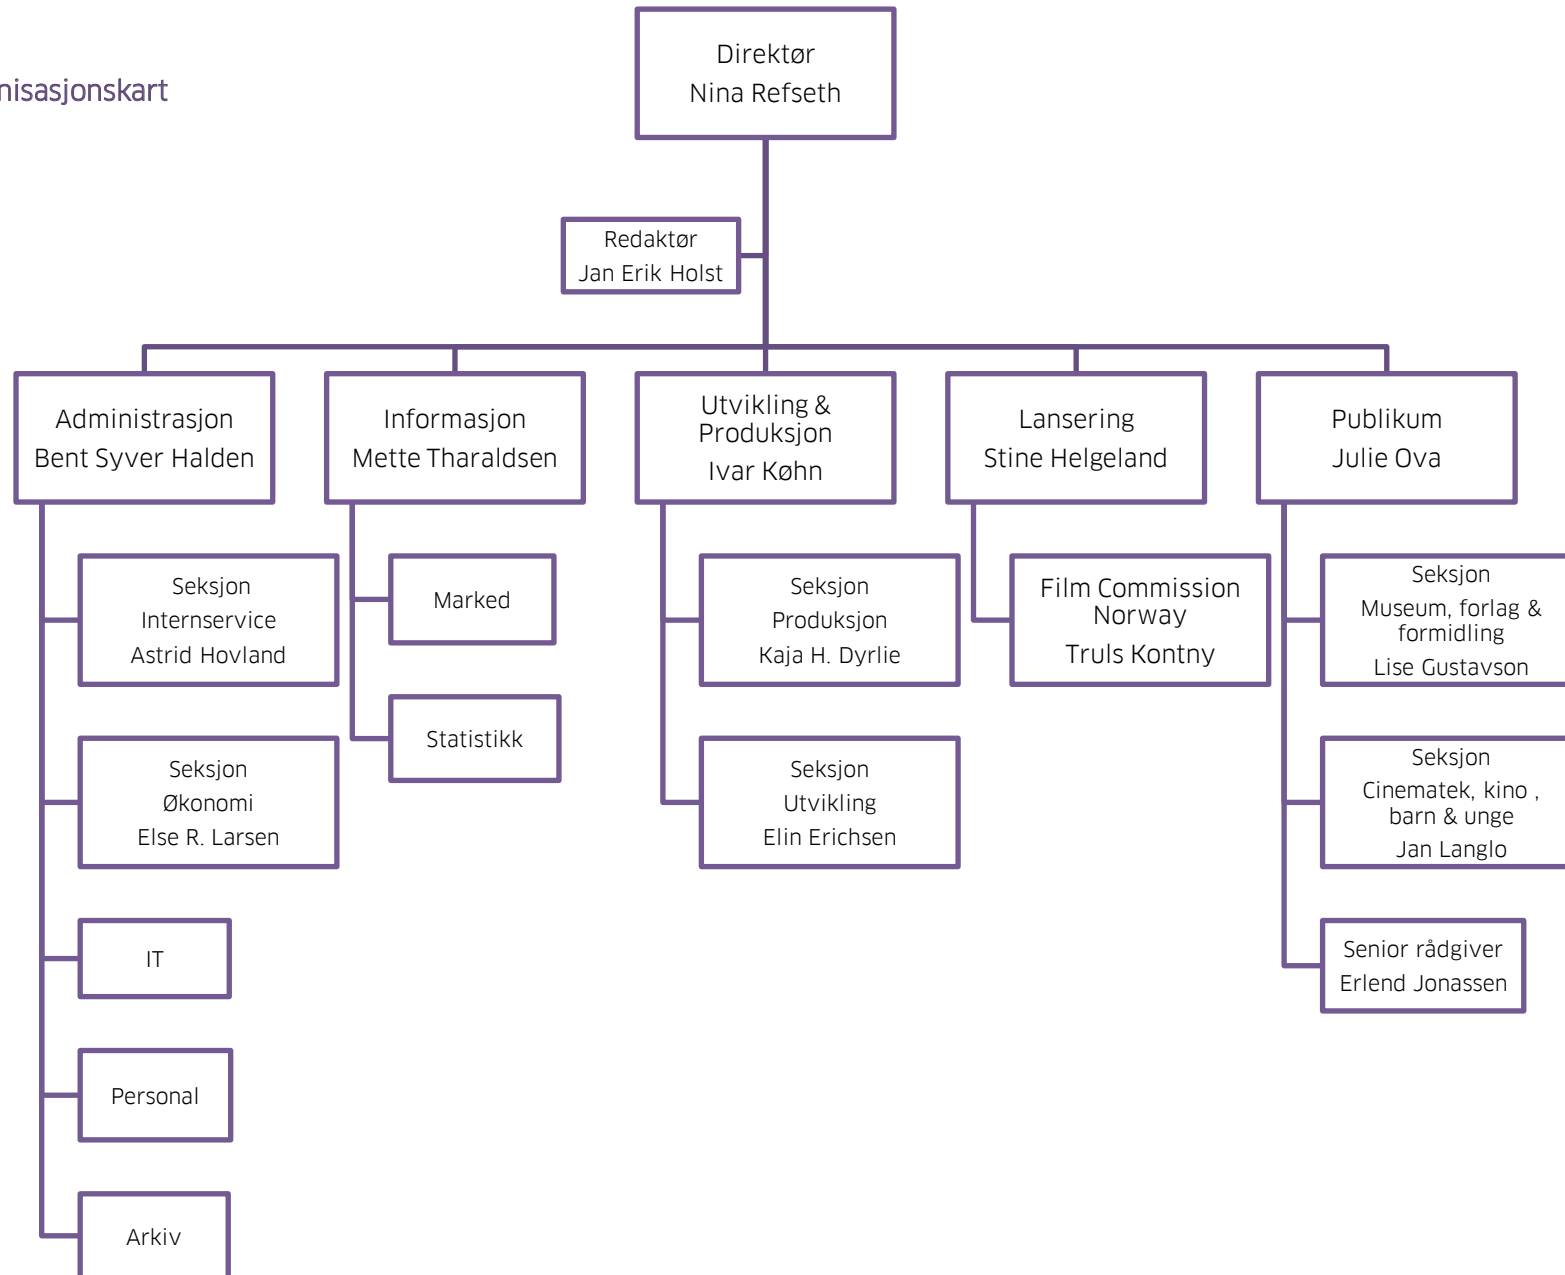 nisasjonskart
Direktør
Nina Refseth
Redaktør
Jan Erik Holst
Administrasjon
Bent Syver Halden
Informasjon
Mette Tharaldsen
Utvikling &
Produksjon
Ivar Køhn
Lansering
Stine Helgeland
Publikum
Julie Ova
Seksjon
Internservice
Astrid Hovland
Seksjon
Økonomi
Else R. Larsen
IT
Personal
Arkiv
Marked
Statistikk
Seksjon
Produksjon
Kaja H. Dyrlie
Seksjon
Utvikling
Elin Erichsen
Film Commission
Norway
Truls Kontny
Seksjon
Museum, forlag &
formidling
Lise Gustavson
Seksjon
Cinematek, kino ,
barn & unge
Jan Langlo
Senior rådgiver
Erlend Jonassen